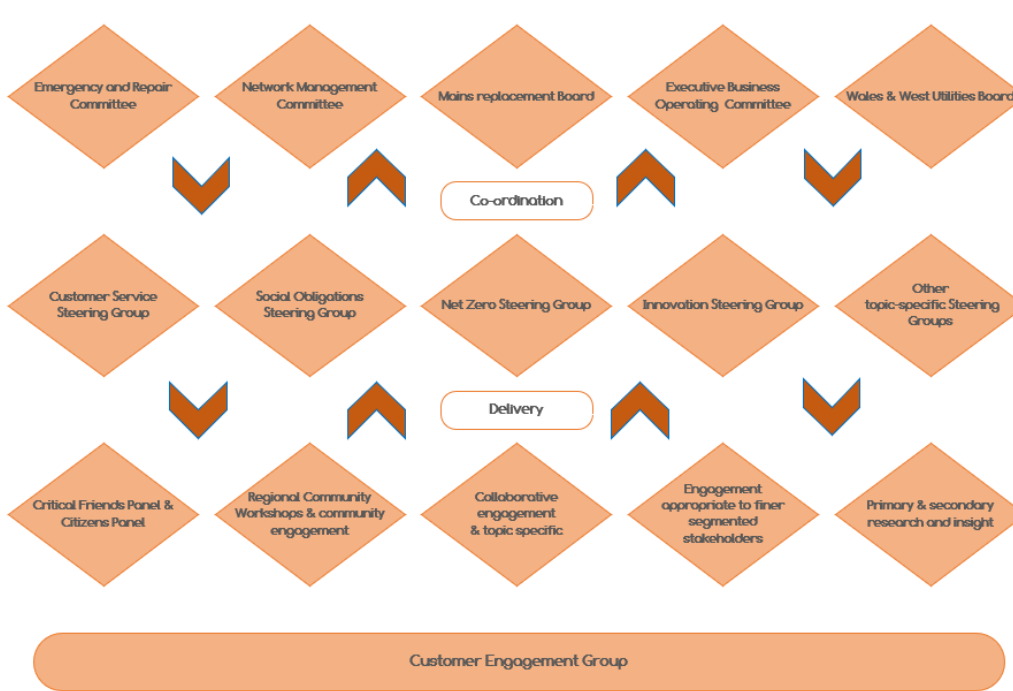 Emergency and Repair
Committee
Network Management
Committee
Mains replacement Board
Executive Business
Operating Committee
Wales & West Utilities Board
Co-ordination
Customer Service
Steering Group
Social Obligations
Steering Group
Net Zero Steering Group
Innovation Steering Group
Other
topic-specific Steering
Groups
Delivery
Critical Friends Panel &
Citizens Panel
Regional Community
Workshops & community
engagement
Collaborative
engagement
& topic specific
Engagement
appropriate to finer
segmented
stakeholders
Primary & secondary
research and insight
Customer Engagement Group